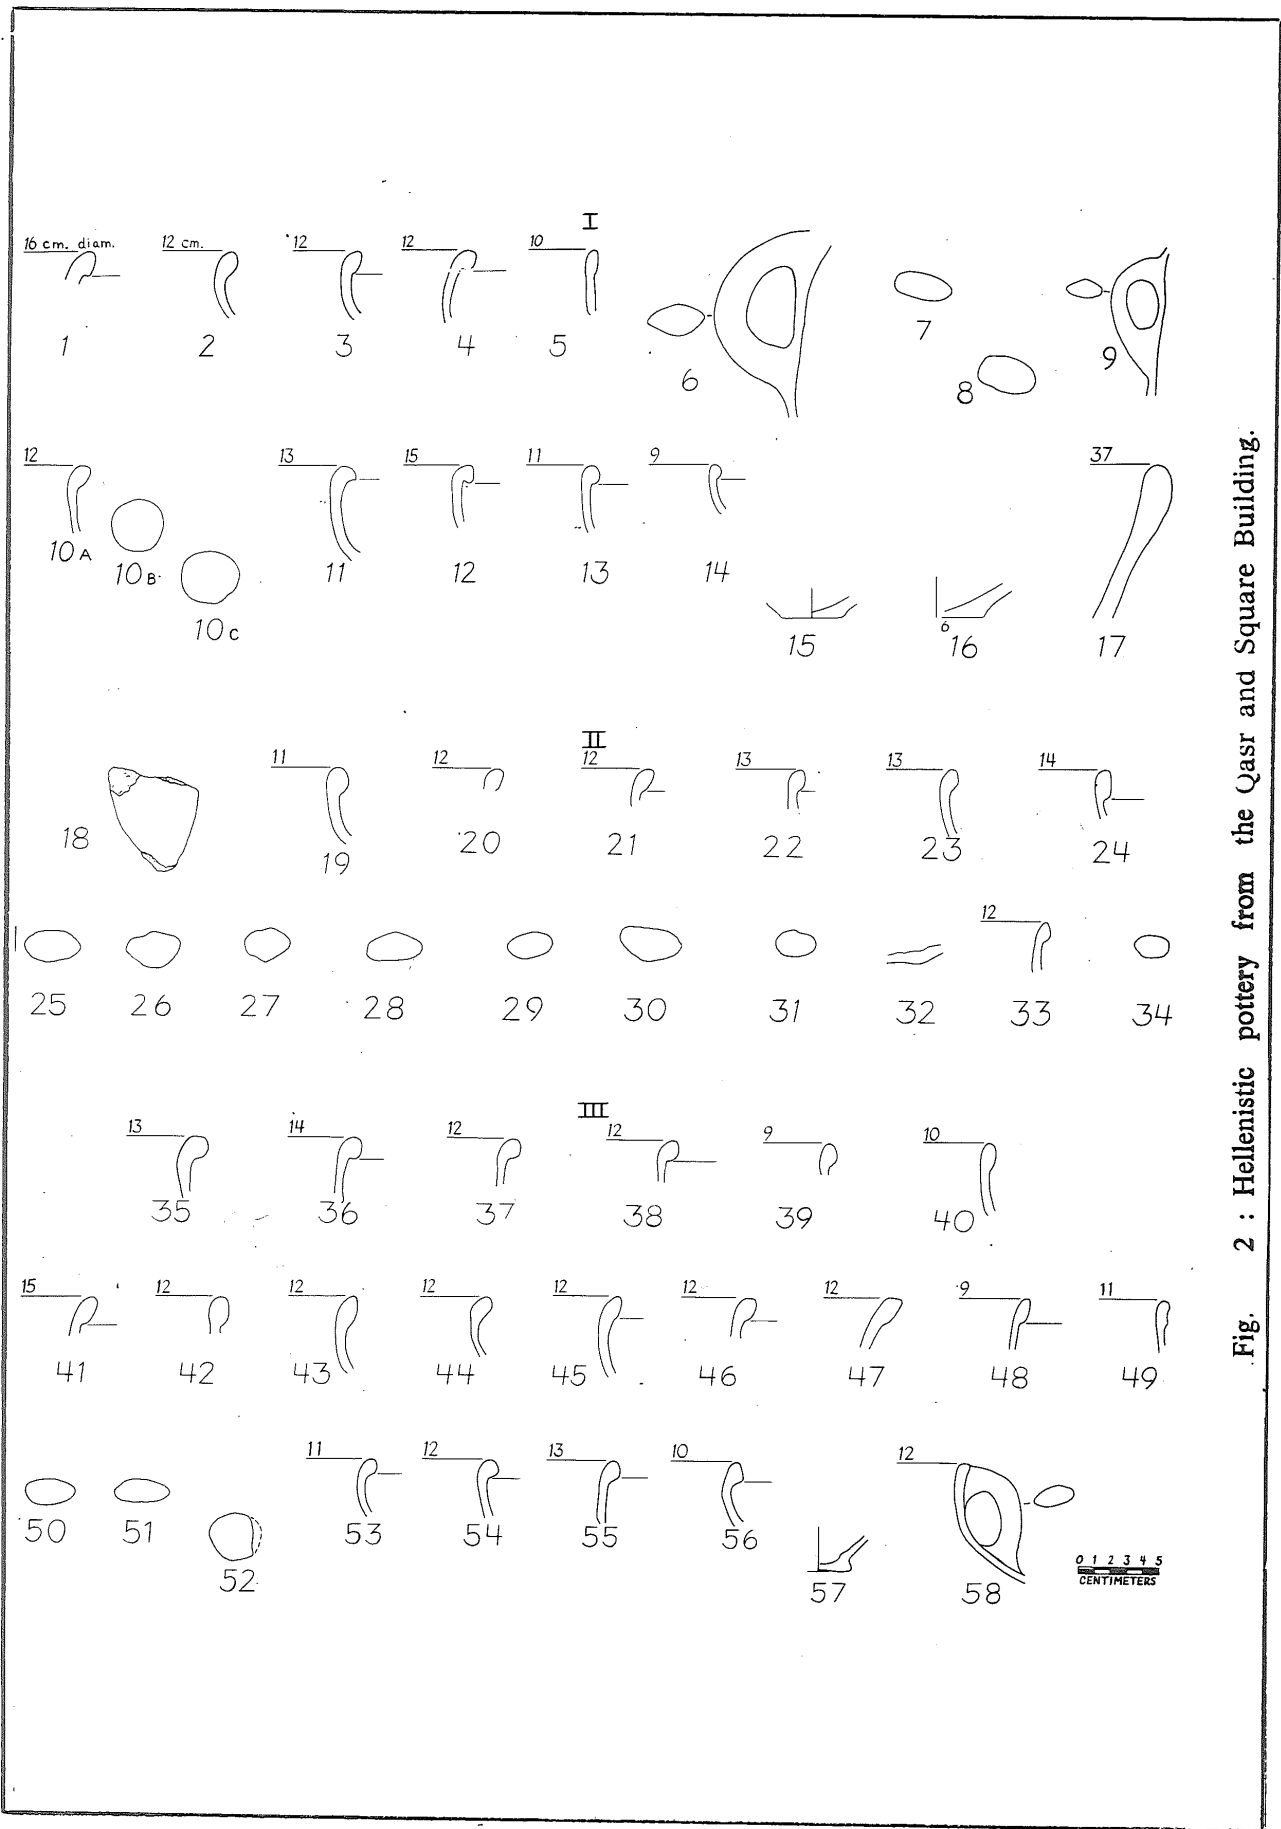 I
16 cm. diam. 12 cm. 12 12 10
1 2 3 4 5 6 7 8 9
12 13 15 11 9 37
10A 10B 10C 11 12 13 14 15 6 16 17
II
11 12 12 13 13 14
18 19 20 21 22 23 24
12
25 26 27 28 29 30 31 32 33 34
III
13 14 12 12 9 10
35 36 37 38 39 40
15 12 12 12 12 12 12 9 11
41 42 43 44 45 46 47 48 49
11 12 13 10 12
50 51 52 53 54 55 56 57 58
0 1 2 3 4 5
CENTIMETERS
Fig. 2 : Hellenistic pottery from the Qasr and Square Building.